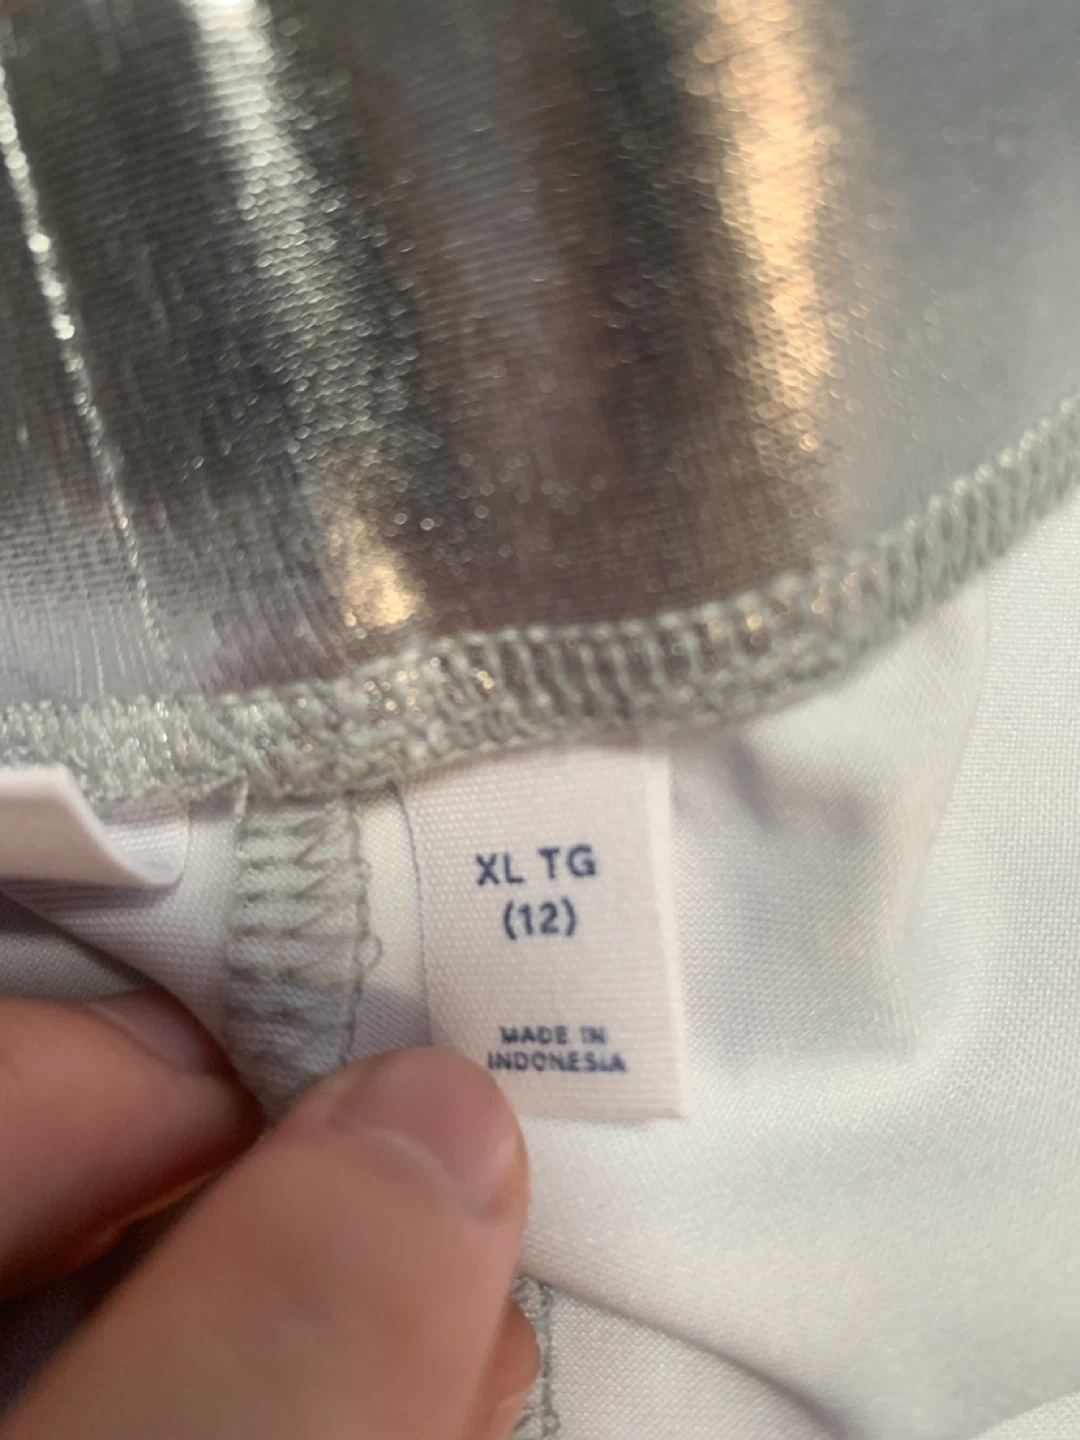 XL TG
(12)
MADE IN
INDONESIA